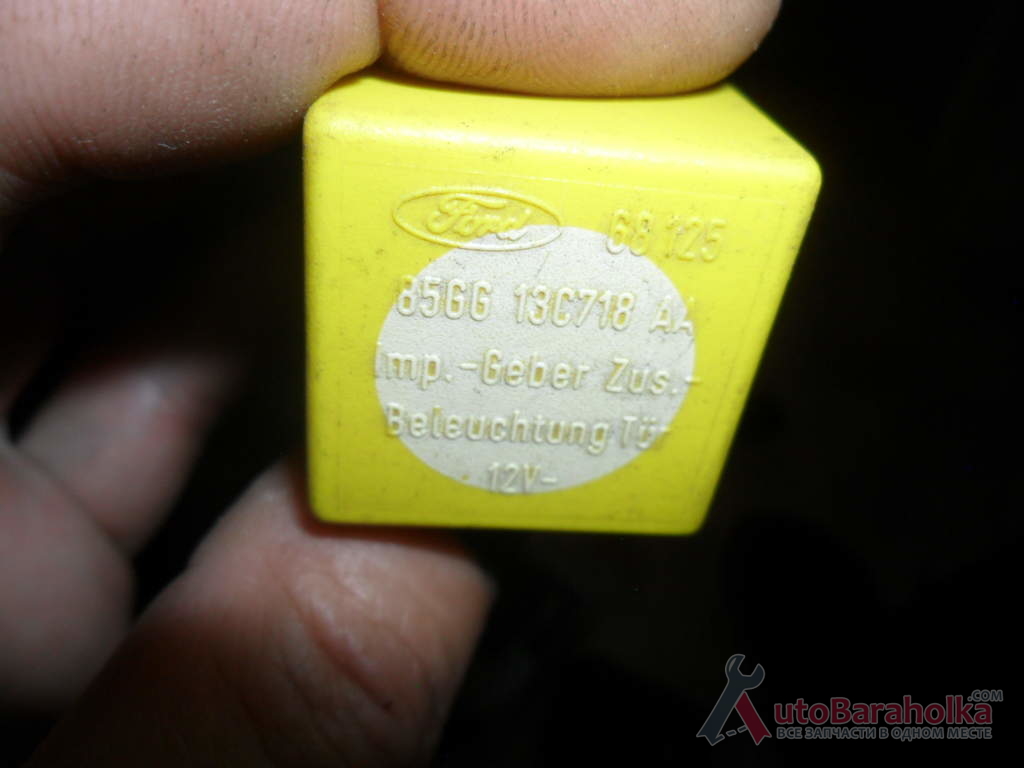 Ford 68 125
85GG 13C718 AA
Imp.-Geber Zus.-
Beleuchtung Tür
12V-
AutoBaraholka.COM
ВСЕ ЗАПЧАСТИ В ОДНОМ МЕСТЕ